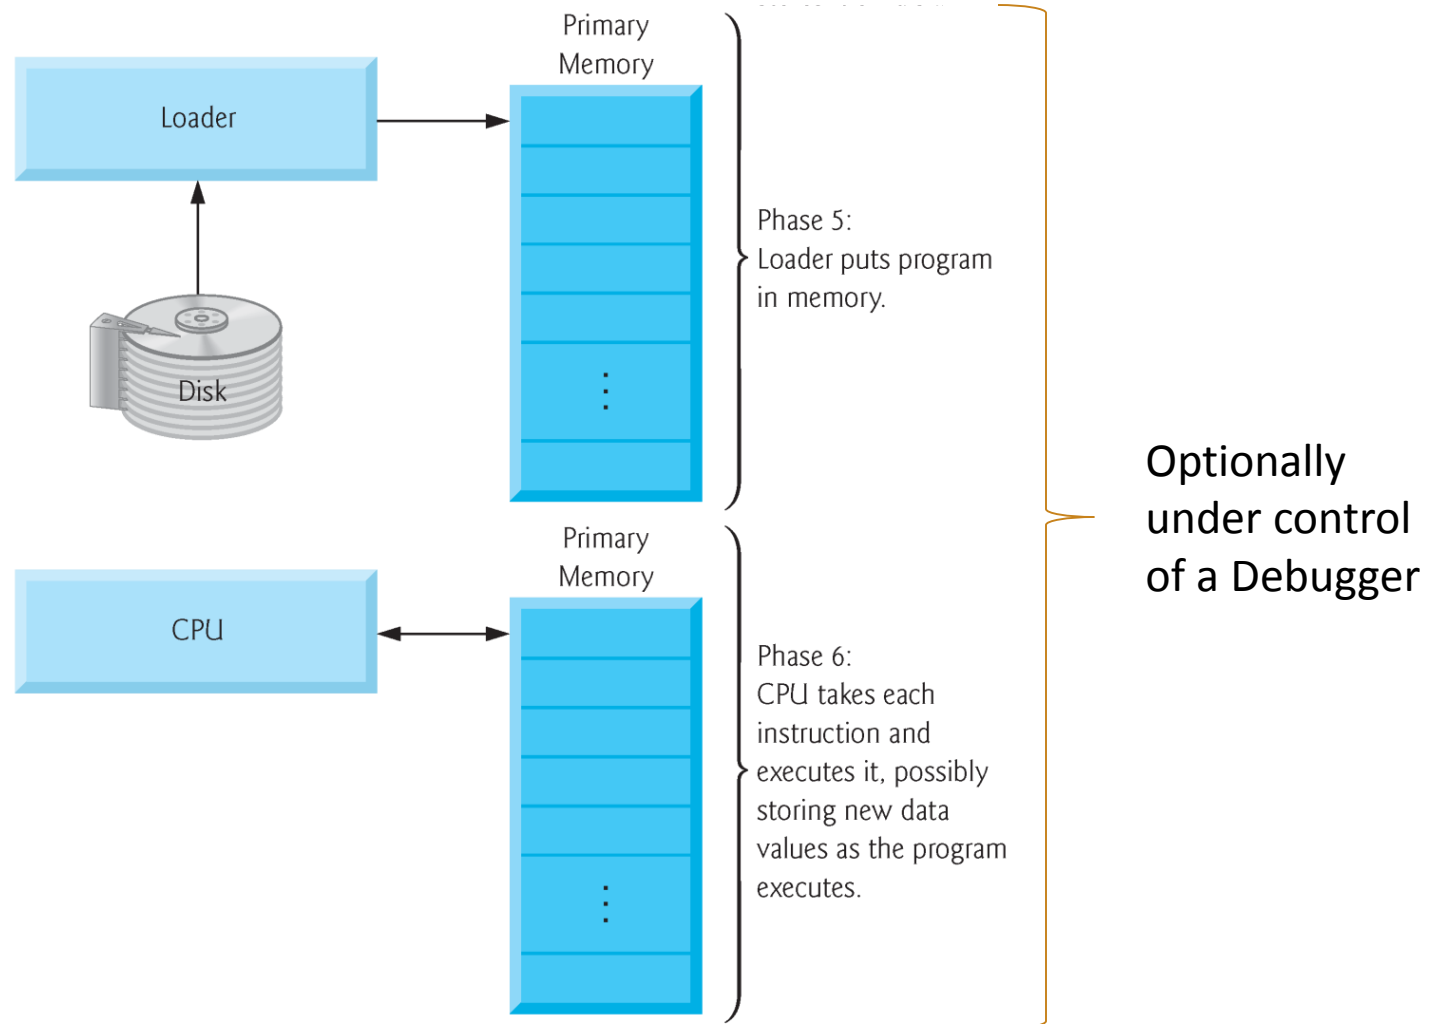 Primary
Memory
Loader
Disk
Phase 5:
Loader puts program
in memory.
Primary
Memory
CPU
Phase 6:
CPU takes each
instruction and
executes it, possibly
storing new data
values as the program
executes.
Optionally
under control
of a Debugger